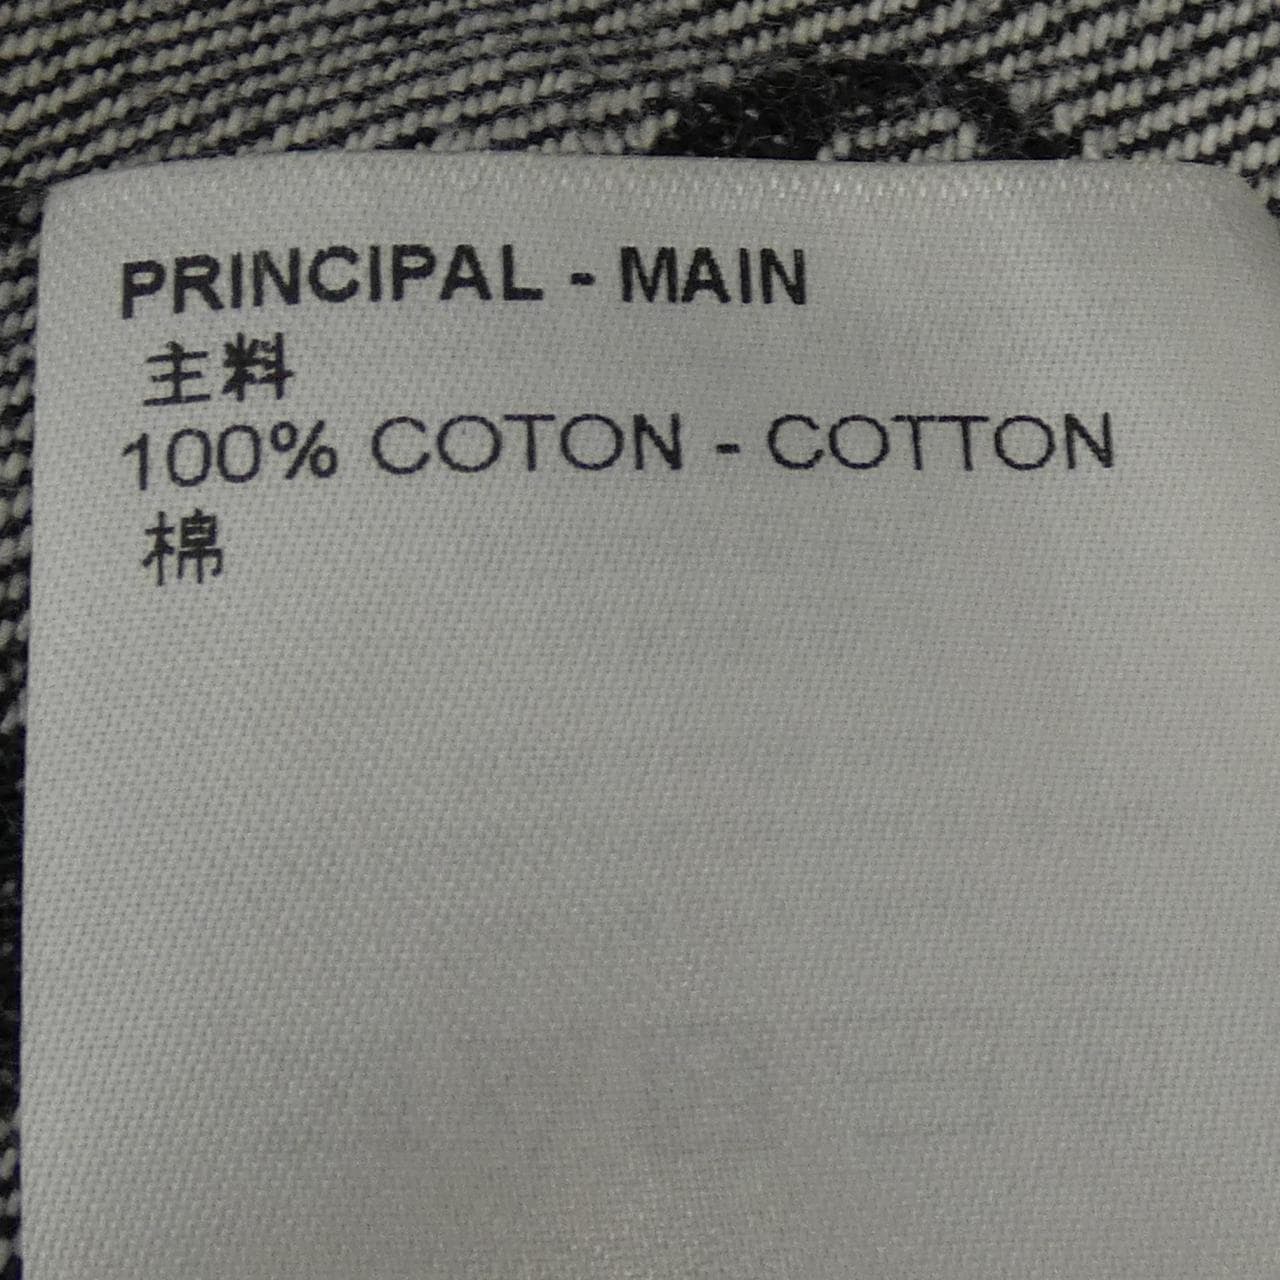 PRINCIPAL - MAIN
主料
100% COTON - COTTON
棉